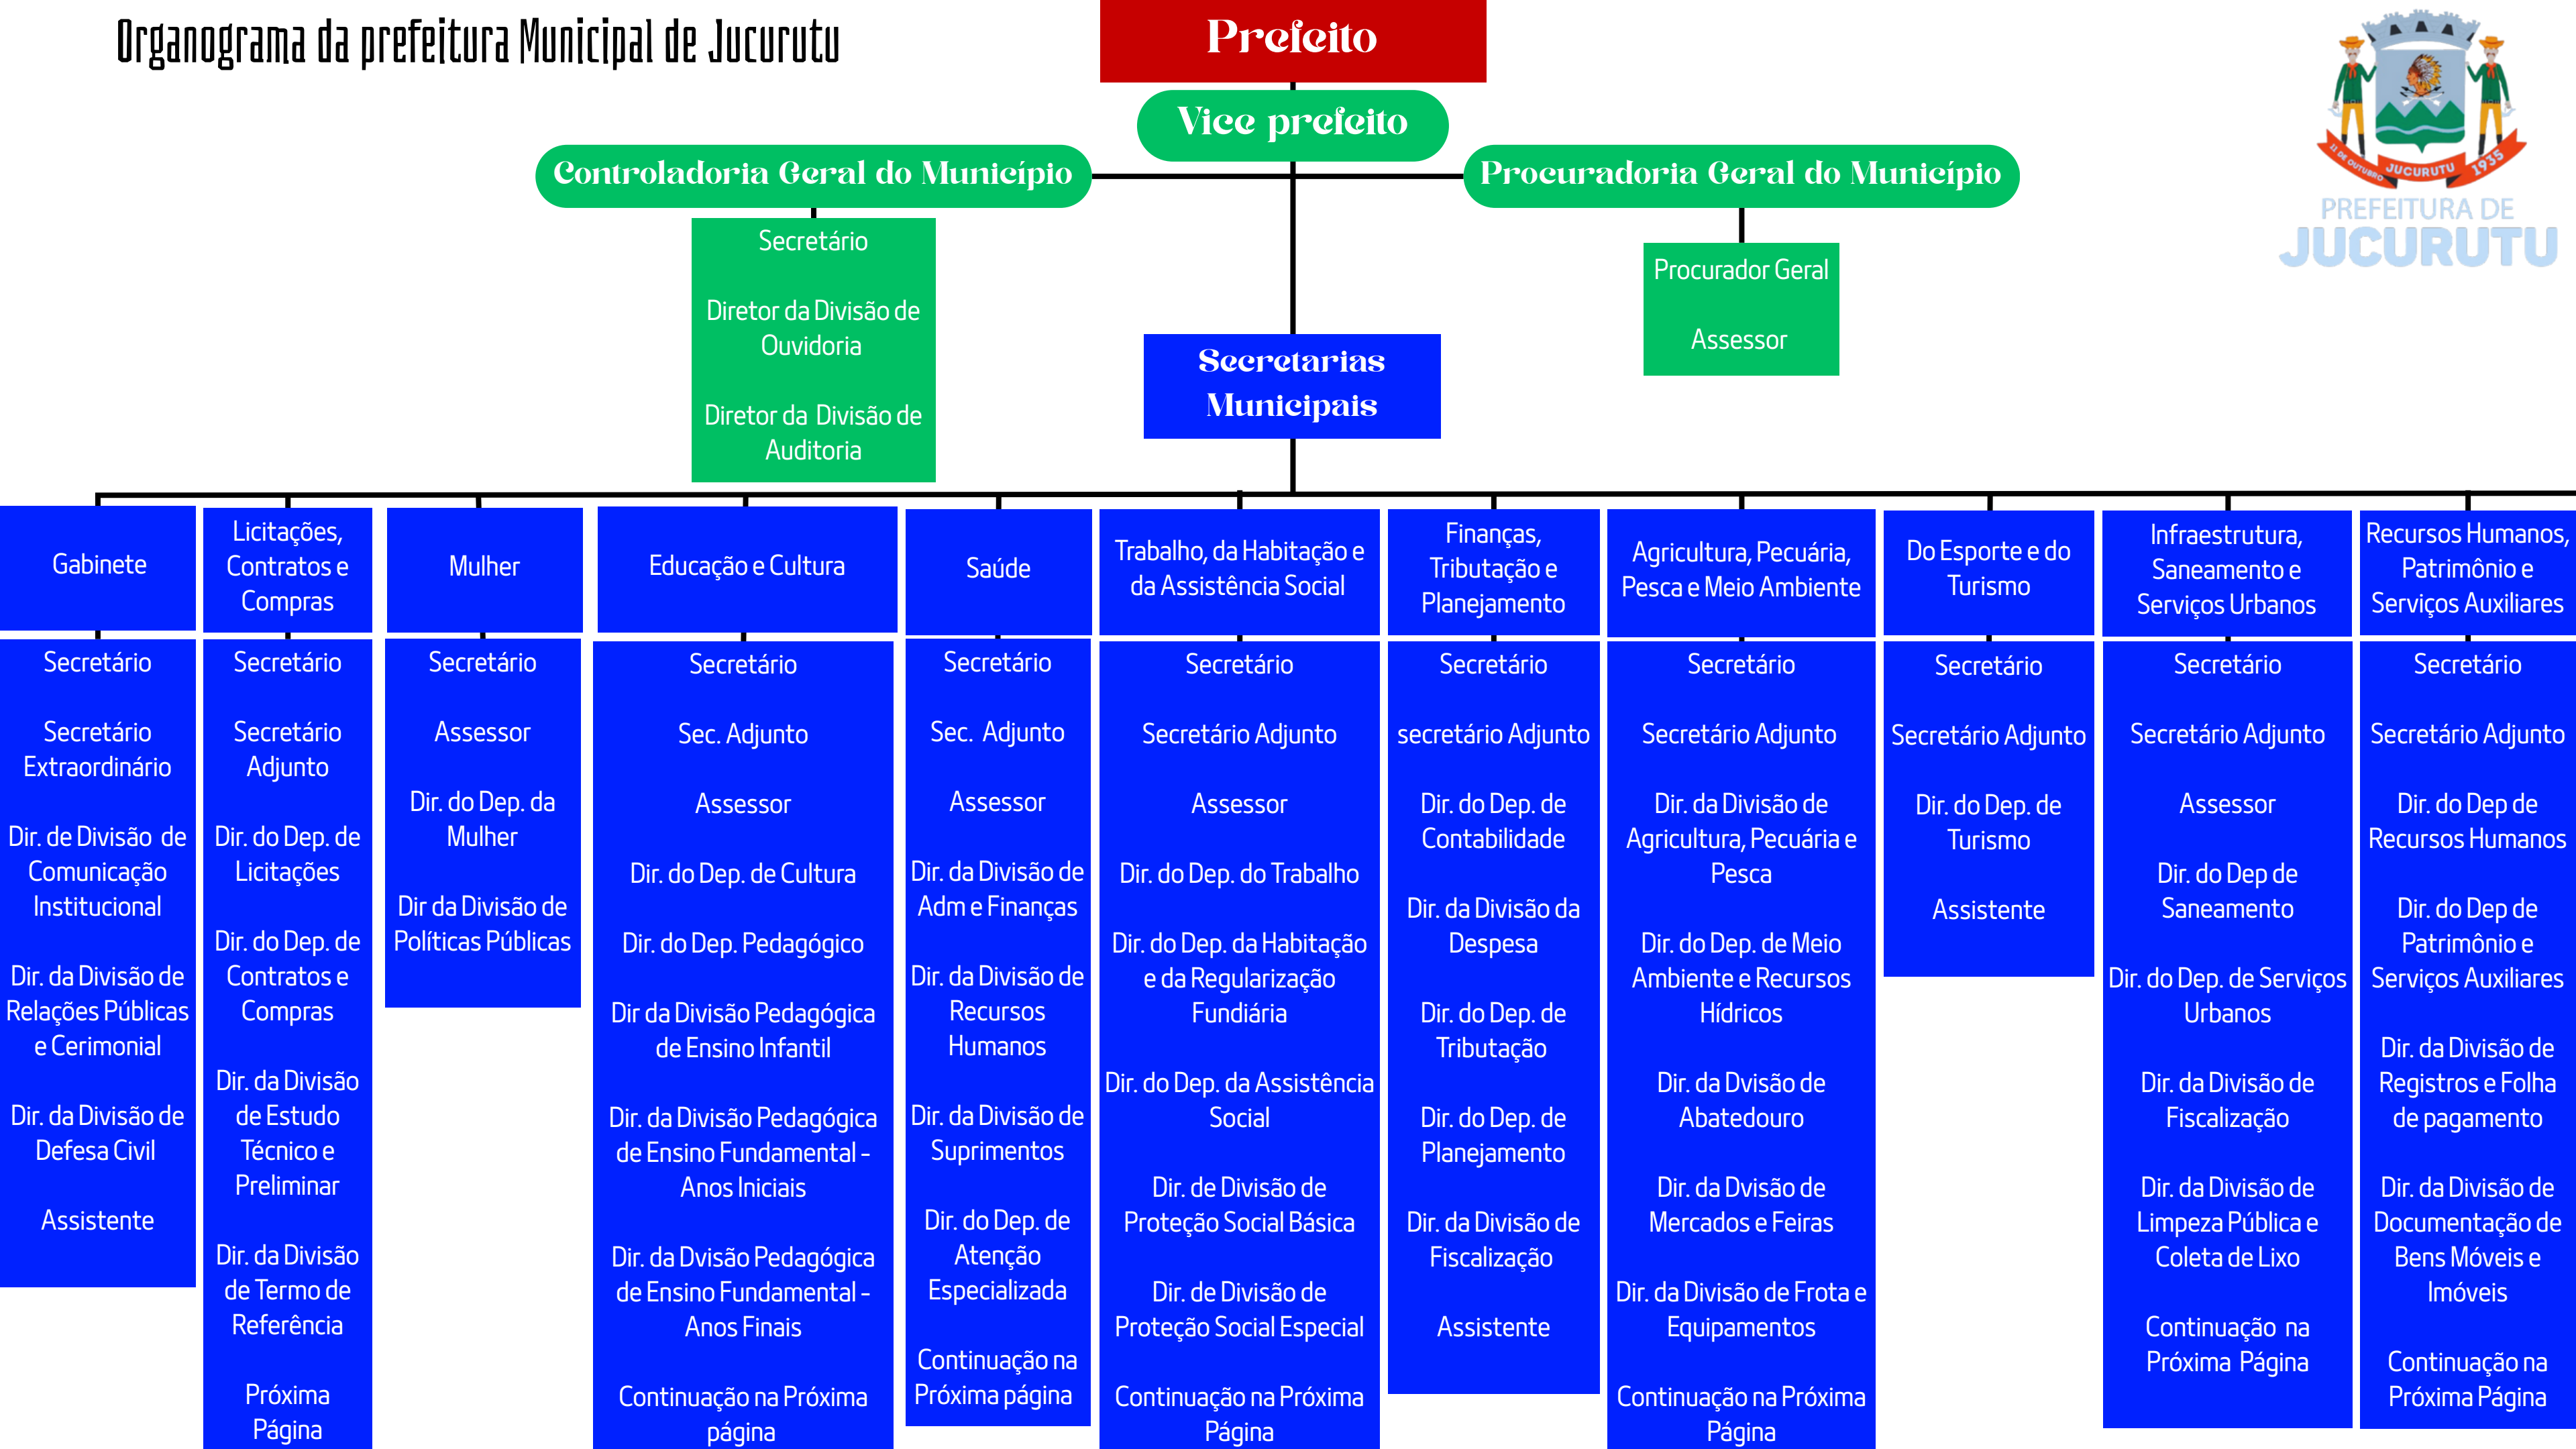 Organograma da prefeitura Municipal de Jucurutu
Prefeito
Vice prefeito
Controladoria Geral do Município
Procuradoria Geral do Município
11 DE OUTUBRO
JUCURUTU
1935
PREFEITURA DE
JUCURUTU
Secretário
Diretor da Divisão de
Ouvidoria
Diretor da Divisão de
Auditoria
Procurador Geral
Assessor
Secretarias
Municipais
Gabinete
Secretário
Secretário
Extraordinário
Dir. de Divisão de
Comunicação
Institucional
Dir. da Divisão de
Relações Públicas
e Cerimonial
Dir. da Divisão de
Defesa Civil
Assistente
Licitações,
Contratos e
Compras
Secretário
Secretário
Adjunto
Dir. do Dep. de
Licitações
Dir. do Dep. de
Contratos e
Compras
Dir. da Divisão
de Estudo
Técnico e
Preliminar
Dir. da Divisão
de Termo de
Referência
Próxima
Página
Mulher
Secretário
Assessor
Dir. do Dep. da
Mulher
Dir da Divisão de
Políticas Públicas
Educação e Cultura
Secretário
Sec. Adjunto
Assessor
Dir. do Dep. de Cultura
Dir. do Dep. Pedagógico
Dir da Divisão Pedagógica
de Ensino Infantil
Dir. da Divisão Pedagógica
de Ensino Fundamental -
Anos Iniciais
Dir. da Dvisão Pedagógica
de Ensino Fundamental -
Anos Finais
Continuação na Próxima
página
Saúde
Secretário
Sec. Adjunto
Assessor
Dir. da Divisão de
Adm e Finanças
Dir. da Divisão de
Recursos
Humanos
Dir. da Divisão de
Suprimentos
Dir. do Dep. de
Atenção
Especializada
Continuação na
Próxima página
Trabalho, da Habitação e
da Assistência Social
Secretário
Secretário Adjunto
Assessor
Dir. do Dep. do Trabalho
Dir. do Dep. da Habitação
e da Regularização
Fundiária
Dir. do Dep. da Assistência
Social
Dir. de Divisão de
Proteção Social Básica
Dir. de Divisão de
Proteção Social Especial
Continuação na Próxima
Página
Finanças,
Tributação e
Planejamento
Secretário
secretário Adjunto
Dir. do Dep. de
Contabilidade
Dir. da Divisão da
Despesa
Dir. do Dep. de
Tributação
Dir. do Dep. de
Planejamento
Dir. da Divisão de
Fiscalização
Assistente
Agricultura, Pecuária,
Pesca e Meio Ambiente
Secretário
Secretário Adjunto
Dir. da Divisão de
Agricultura, Pecuária e
Pesca
Dir. do Dep. de Meio
Ambiente e Recursos
Hídricos
Dir. da Dvisão de
Abatedouro
Dir. da Dvisão de
Mercados e Feiras
Dir. da Divisão de Frota e
Equipamentos
Continuação na Próxima
Página
Do Esporte e do
Turismo
Secretário
Secretário Adjunto
Dir. do Dep. de
Turismo
Assistente
Infraestrutura,
Saneamento e
Serviços Urbanos
Secretário
Secretário Adjunto
Assessor
Dir. do Dep de
Saneamento
Dir. do Dep. de Serviços
Urbanos
Dir. da Divisão de
Fiscalização
Dir. da Divisão de
Limpeza Pública e
Coleta de Lixo
Continuação na
Próxima Página
Recursos Humanos,
Patrimônio e
Serviços Auxiliares
Secretário
Secretário Adjunto
Dir. do Dep de
Recursos Humanos
Dir. do Dep de
Patrimônio e
Serviços Auxiliares
Dir. da Divisão de
Registros e Folha
de pagamento
Dir. da Divisão de
Documentação de
Bens Móveis e
Imóveis
Continuação na
Próxima Página